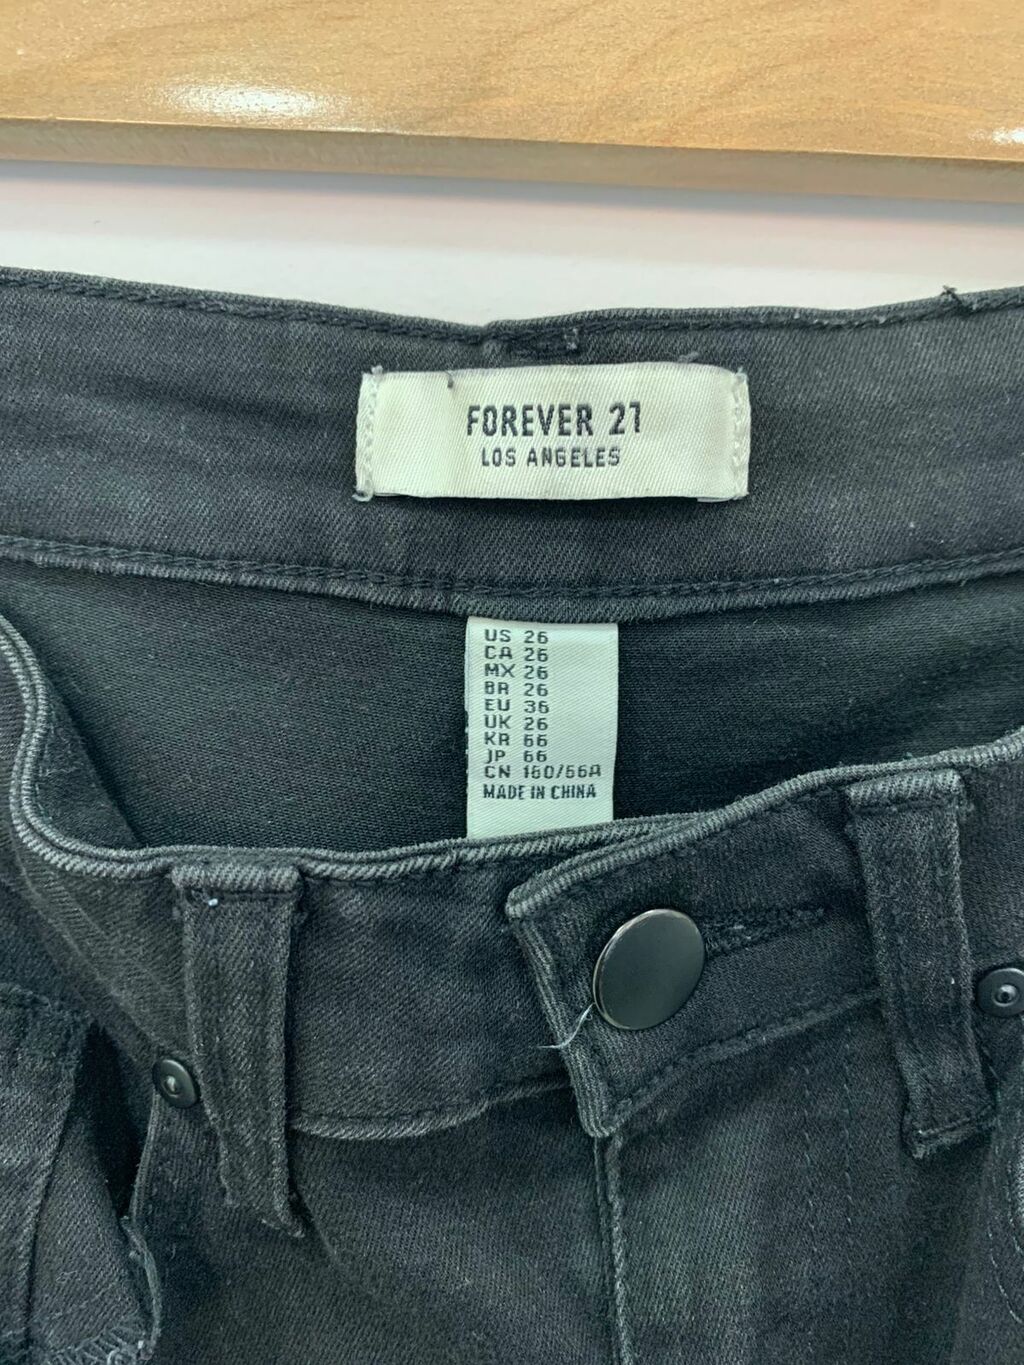 FOREVER 21
LOS ANGELES
US 26
CA 26
MX 26
BR 26
EU 36
UK 26
KR 66
JP 66
CN 160/66A
MADE IN CHINA